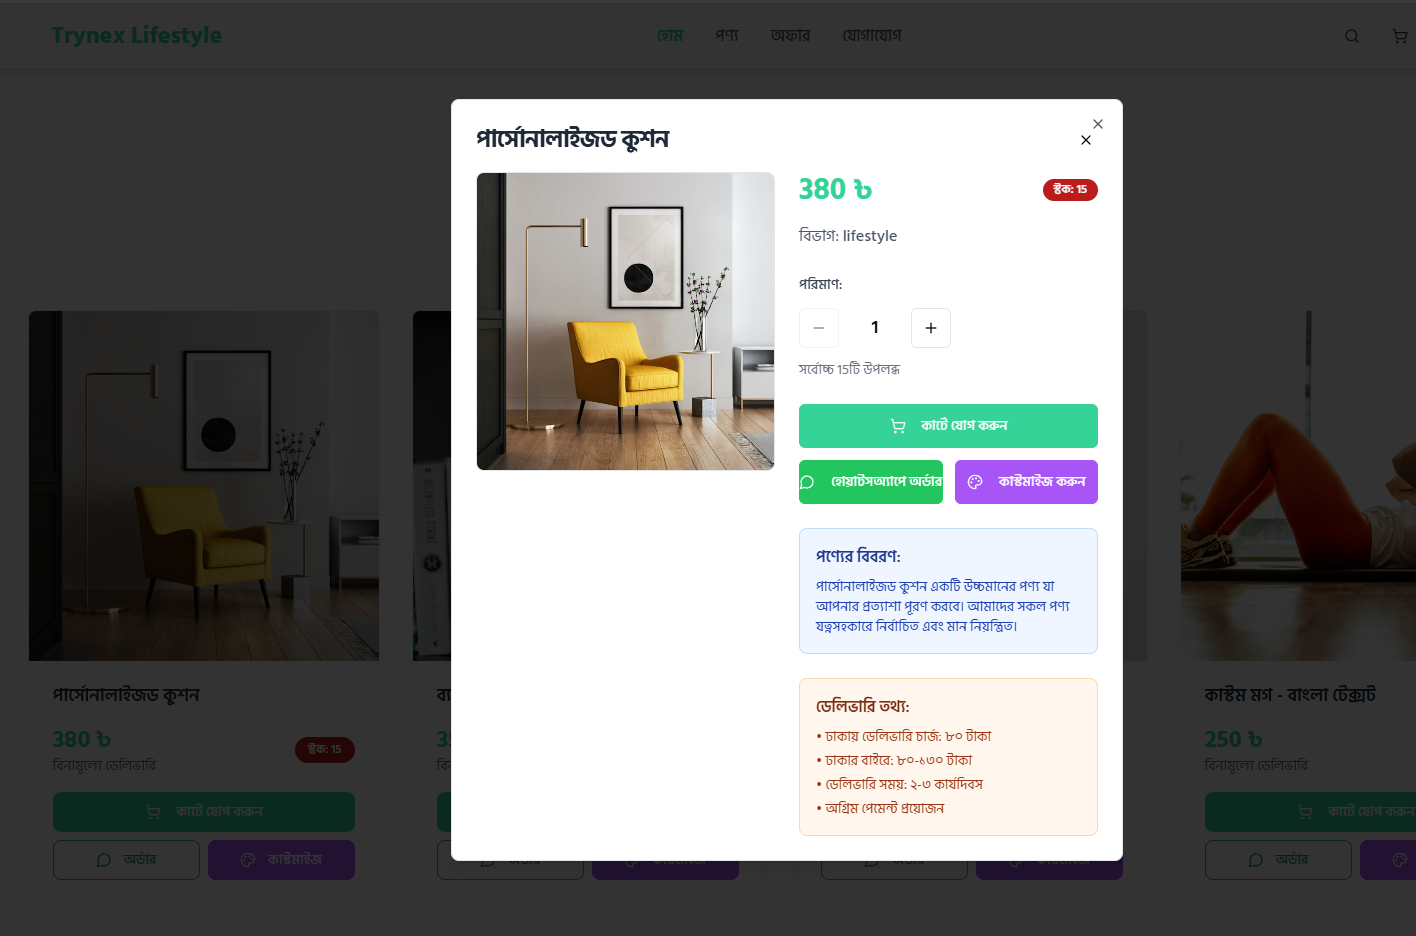 Trynex Lifestyle
হোম
পণ্য
অফার
যোগাযোগ
পার্সোনালাইজড কুশন
380 ৳
স্টক: 15
বিভাগ: lifestyle
পরিমাণ:
1
সর্বোচ্চ 15টি উপলব্ধ
কার্টে যোগ করুন
হোয়াটসঅ্যাপে অর্ডার
কাস্টমাইজ করুন
পণ্যের বিবরণ:
পার্সোনালাইজড কুশন একটি উচ্চমানের পণ্য যা
আপনার প্রত্যাশা পূরণ করবে। আমাদের সকল পণ্য
যত্নসহকারে নির্বাচিত এবং মান নিয়ন্ত্রিত।
ডেলিভারি তথ্য:
• ঢাকায় ডেলিভারি চার্জ: ৮০ টাকা
• ঢাকার বাইরে: ৮০-১৩০ টাকা
• ডেলিভারি সময়: ২-৩ কার্যদিবস
• অগ্রিম পেমেন্ট প্রয়োজন
পার্সোনালাইজড কুশন
380 ৳
স্টক: 15
বিনামূল্যে ডেলিভারি
কার্টে যোগ করুন
অর্ডার
কাস্টমাইজ
কাস্টম মগ - বাংলা টেক্সট
250 ৳
বিনামূল্যে ডেলিভারি
কার্টে যোগ করুন
অর্ডার